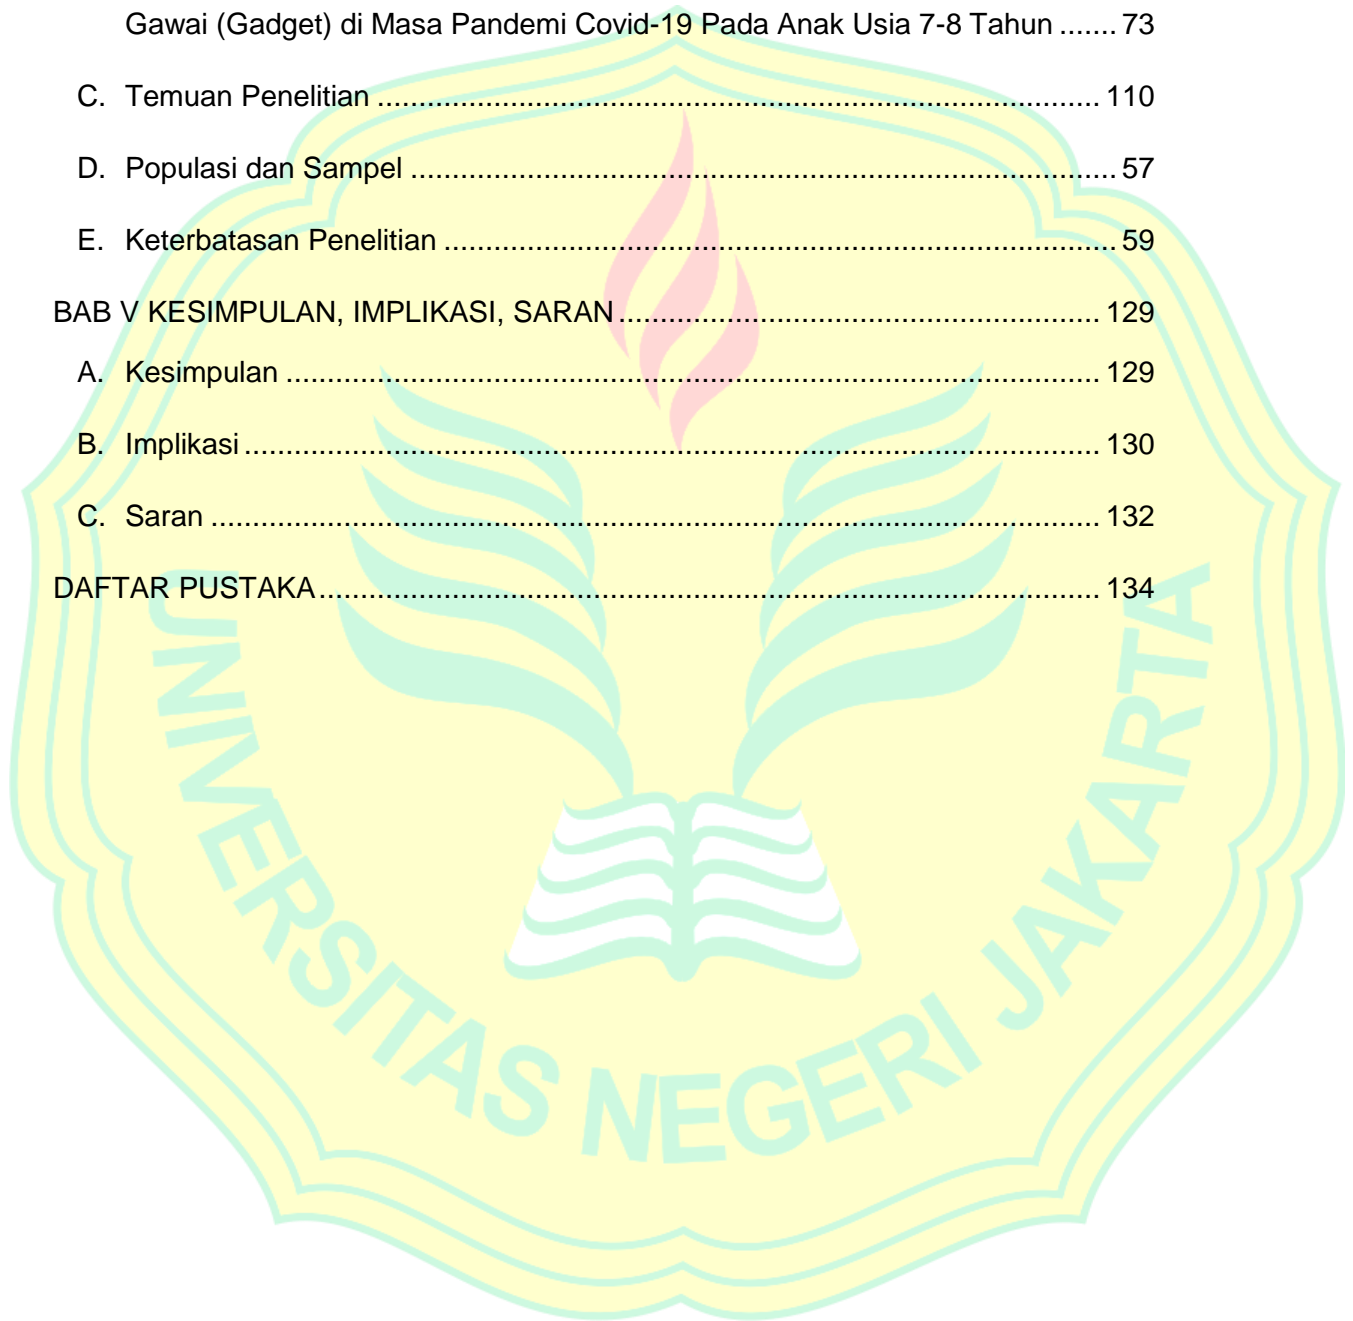 Gawai (Gadget) di Masa Pandemi Covid-19 Pada Anak Usia 7-8 Tahun ....... 73
C. Temuan Penelitian ........................................................................................ 110
D. Populasi dan Sampel ...................................................................................... 57
E. Keterbatasan Penelitian .................................................................................. 59
BAB V KESIMPULAN, IMPLIKASI, SARAN ........................................................... 129
A. Kesimpulan ................................................................................................... 129
B. Implikasi ........................................................................................................ 130
C. Saran ............................................................................................................ 132
DAFTAR PUSTAKA ............................................................................................... 134
UNIVERSITAS NEGERI JAKARTA